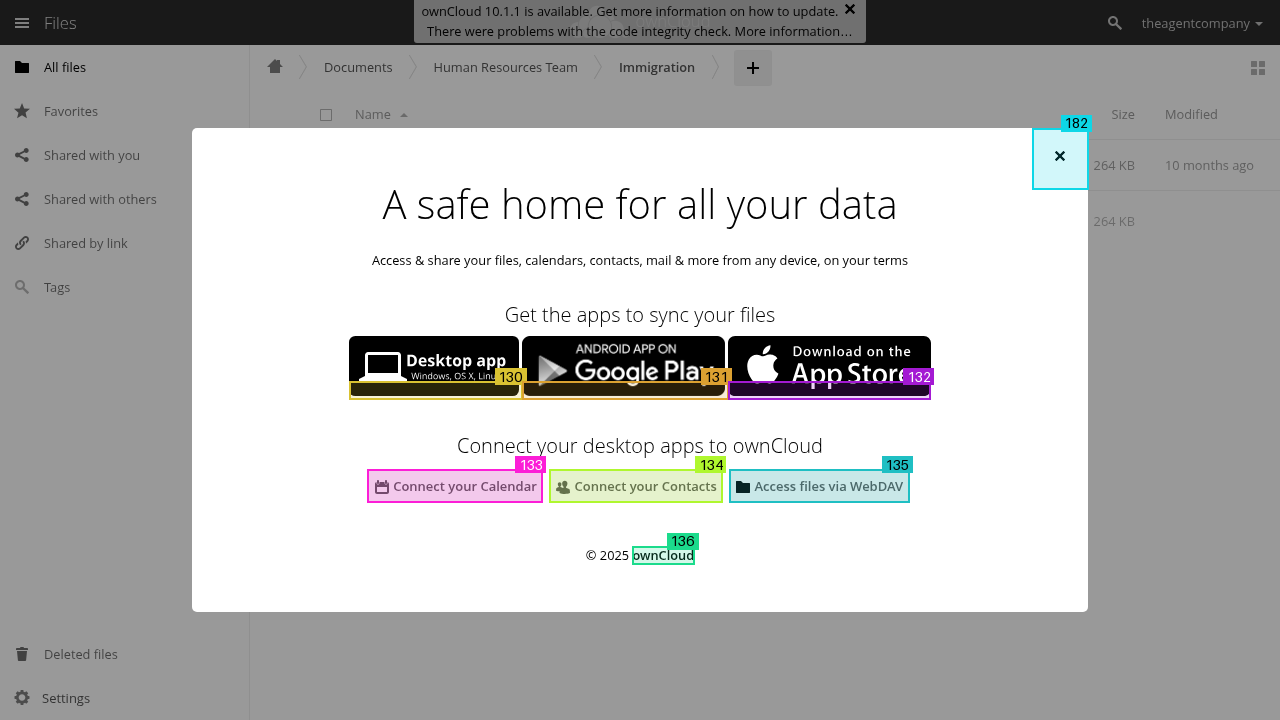 Files
ownCloud 10.1.1 is available. Get more information on how to update.
There were problems with the code integrity check. More information…
theagentcompany
All files
Favorites
Shared with you
Shared with others
Shared by link
Tags
Deleted files
Settings
Documents
Human Resources Team
Immigration
+
Name
Size
Modified
264 KB
10 months ago
264 KB
182
A safe home for all your data
Access & share your files, calendars, contacts, mail & more from any device, on your terms
Get the apps to sync your files
Desktop app
Windows, OS X,
130
ANDROID APP ON
Google Play
131
Download on the
App Store
132
Connect your desktop apps to ownCloud
133
Connect your Calendar
134
Connect your Contacts
135
Access files via WebDAV
136
© 2025 ownCloud